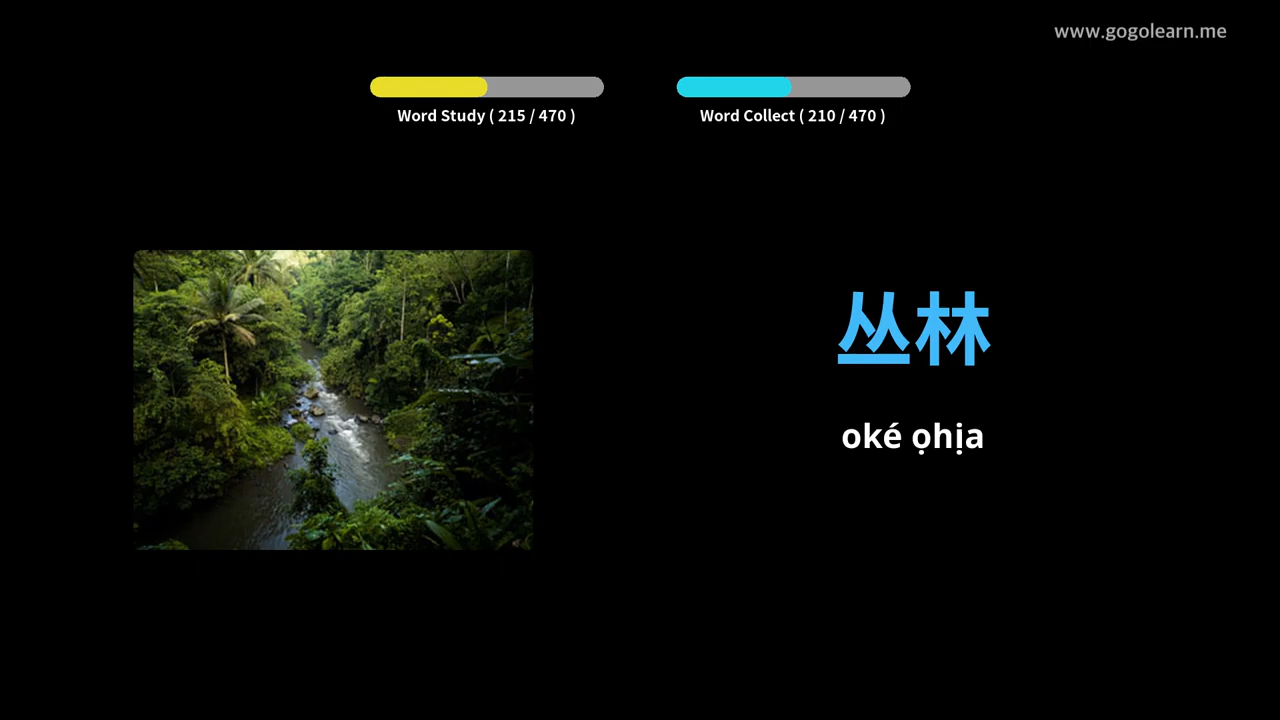 www.gogolearn.me
Word Study ( 215 / 470 )
Word Collect ( 210 / 470 )
丛林
oké ọhịa